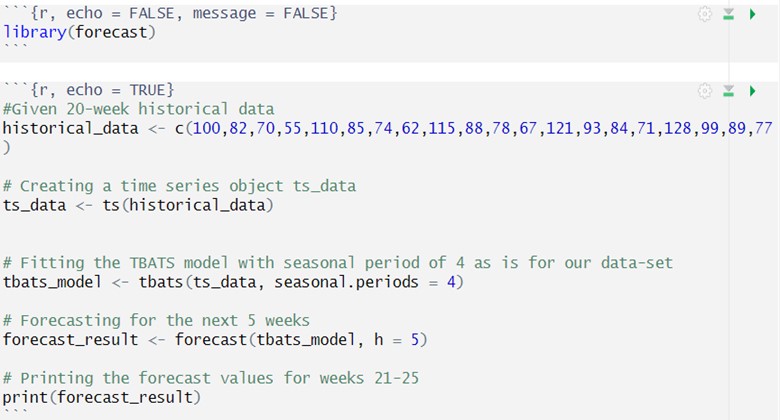 ```{r, echo = FALSE, message = FALSE}
library(forecast)
```
```{r, echo = TRUE}
#Given 20-week historical data
historical_data <- c(100,82,70,55,110,85,74,62,115,88,78,67,121,93,84,71,128,99,89,77
)
# Creating a time series object ts_data
ts_data <- ts(historical_data)
# Fitting the TBATS model with seasonal period of 4 as is for our data-set
tbats_model <- tbats(ts_data, seasonal.periods = 4)
# Forecasting for the next 5 weeks
forecast_result <- forecast(tbats_model, h = 5)
# Printing the forecast values for weeks 21-25
print(forecast_result)
```